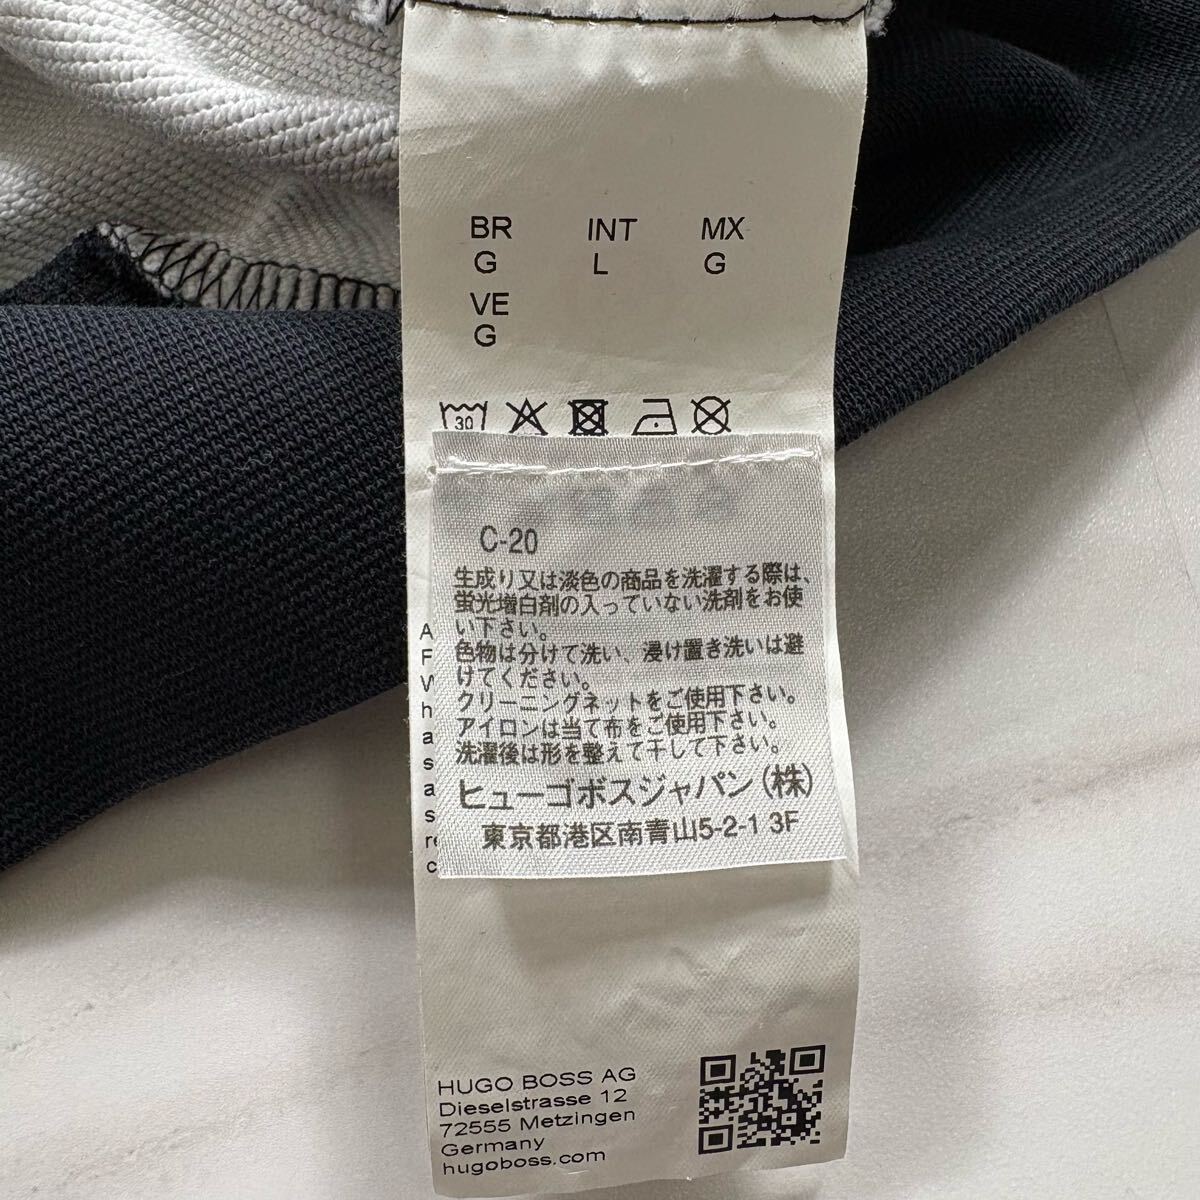 BR INT MX
G L G
VE
G
30
C-20
生成り又は淡色の商品を洗濯する際は、
蛍光増白剤の入っていない洗剤をお使
い下さい。
色物は分けて洗い、浸け置き洗いは避
けてください。
クリーニングネットをご使用下さい。
アイロンは当て布をご使用下さい。
洗濯後は形を整えて干して下さい。
ヒューゴボスジャパン(株)
東京都港区南青山5-2-1 3F
HUGO BOSS AG
Dieselstrasse 12
72555 Metzingen
Germany
hugoboss.com